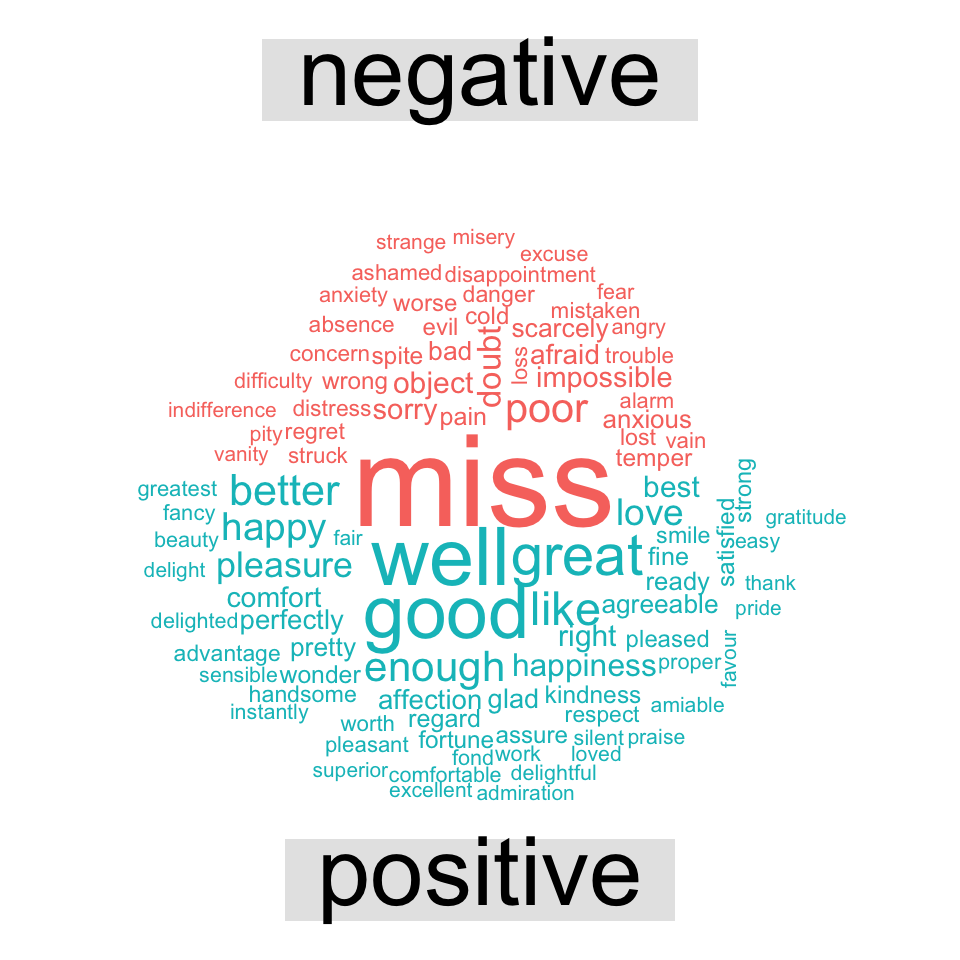 negative
strange misery
excuse
ashamed disappointment
anxiety worse danger fear
absence evil cold scarcely mistaken angry
concern spite bad doubt loss afraid trouble
difficulty wrong object impossible
indifference distress sorry pain poor alarm anxious
pity regret lost vain
vanity struck miss temper
greatest better best strong
fancy happy fair love smile satisfied gratitude
beauty well great fine easy
delight pleasure ready thank
comfort good like agreeable pride
delighted perfectly right pleased
advantage pretty enough happiness proper favour
sensible wonder
handsome affection glad kindness amiable
instantly worth regard respect
pleasant fortune assure silent praise
fond work loved
superior comfortable delightful
excellent admiration
positive